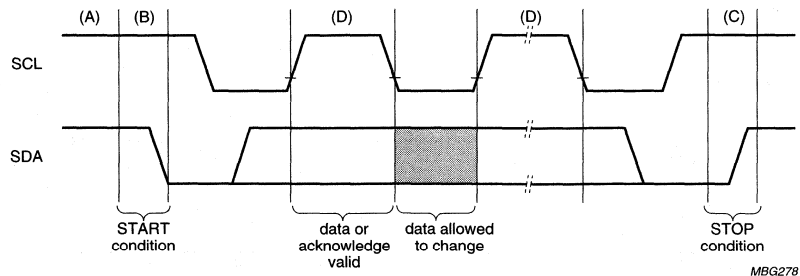 (A)
(B)
(D)
(D)
(C)
SCL
SDA
START
condition
data or
acknowledge
valid
data allowed
to change
STOP
condition
MBG278